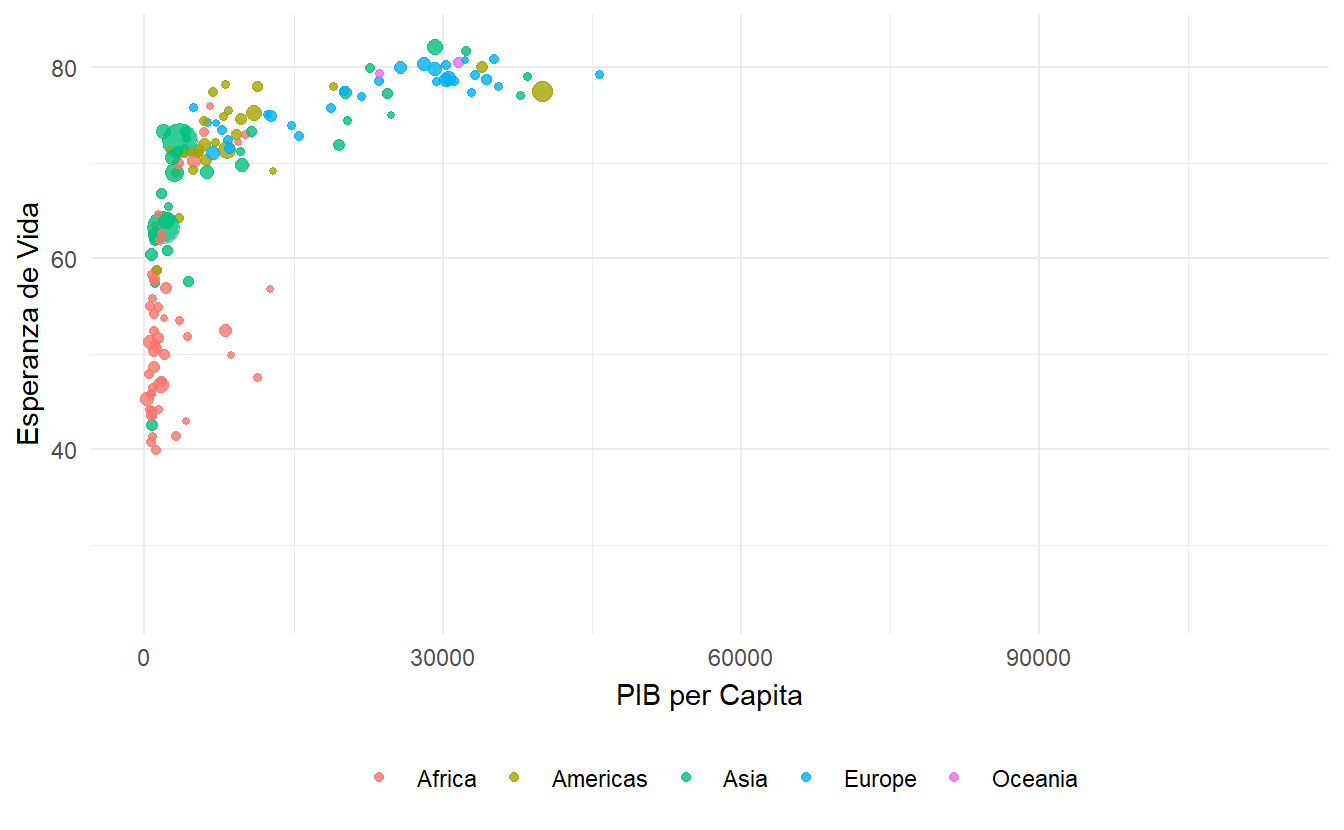 80
60
40
Esperanza de Vida
0 30000 60000 90000
PIB per Capita
Africa Americas Asia Europe Oceania